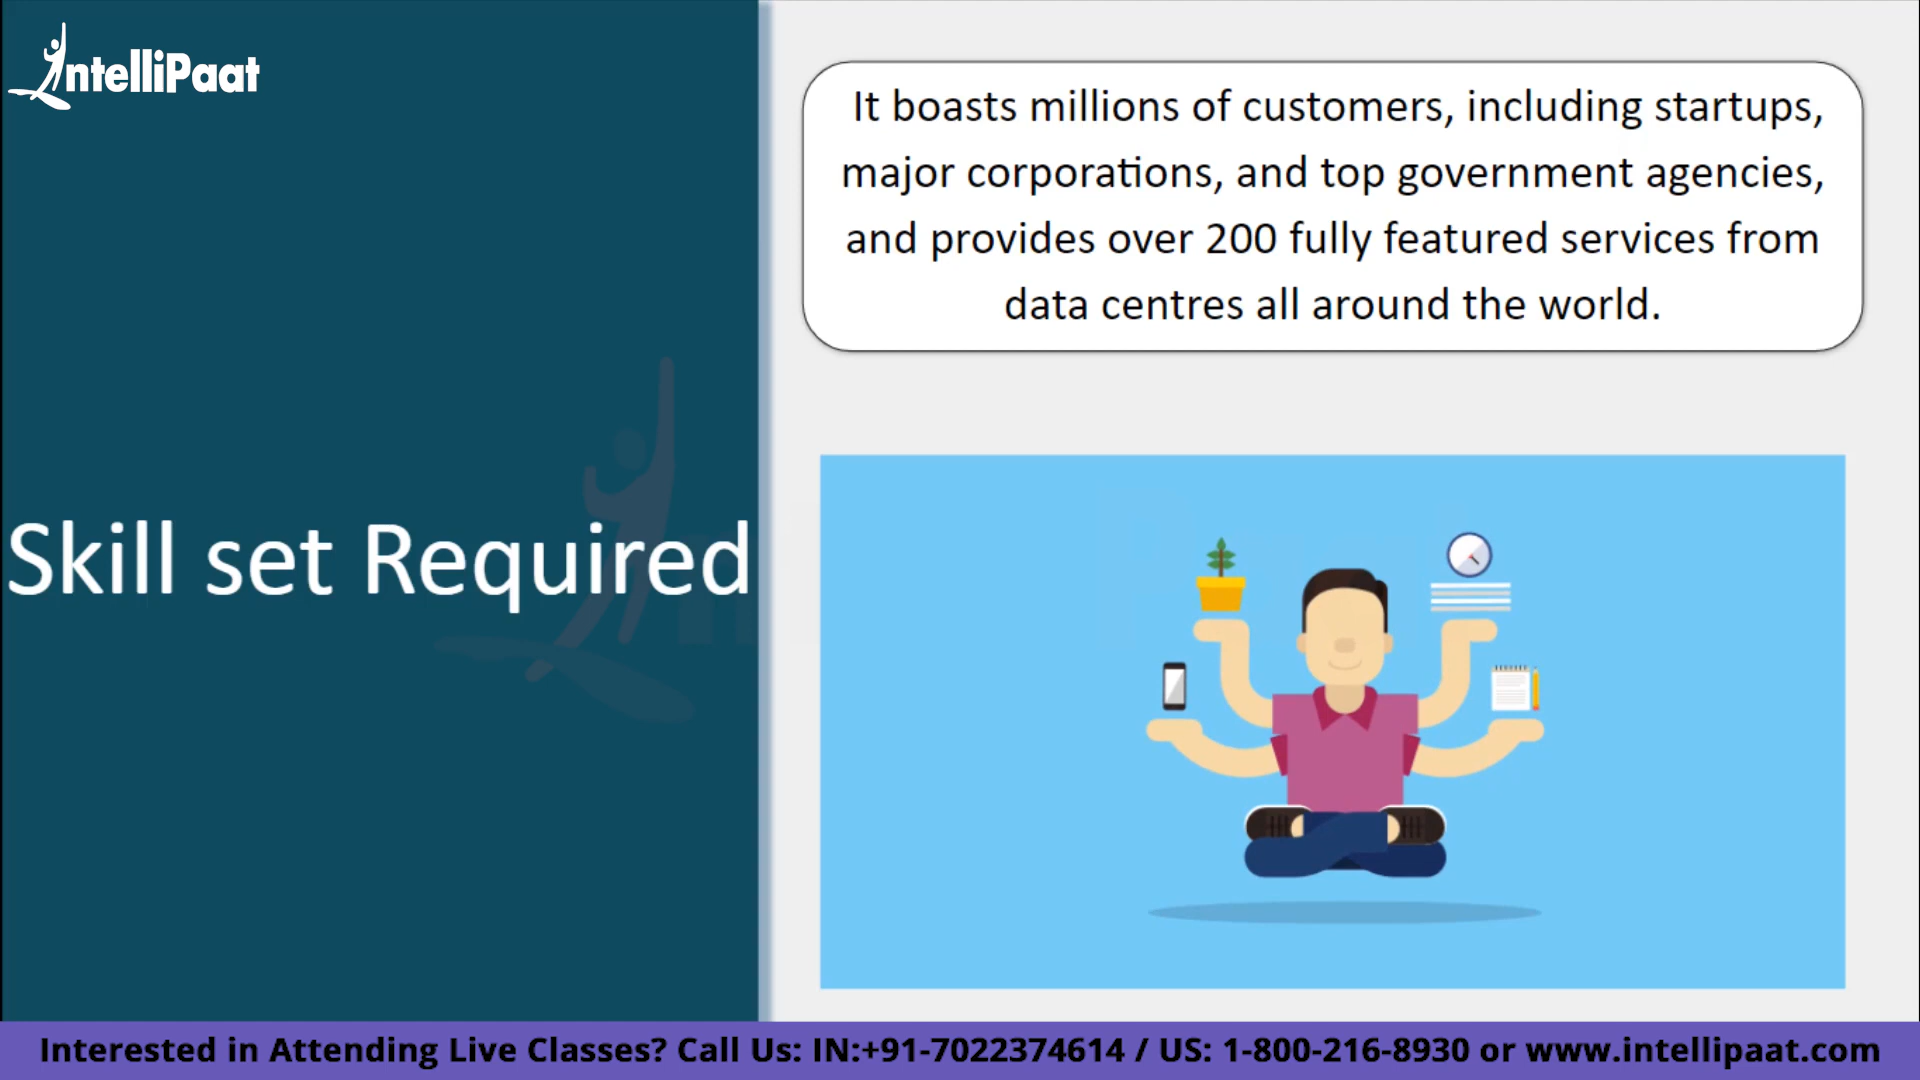 IntelliPaat
It boasts millions of customers, including startups,
major corporations, and top government agencies,
and provides over 200 fully featured services from
data centres all around the world.
Skill set Required
Interested in Attending Live Classes? Call Us: IN:+91-7022374614 / US: 1-800-216-8930 or www.intellipaat.com